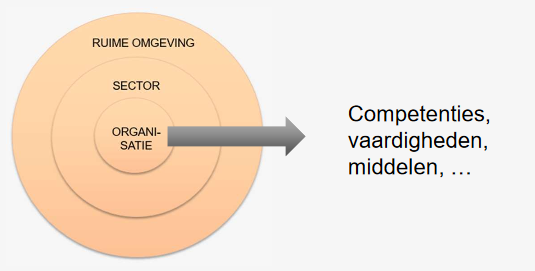 RUIME OMGEVING
SECTOR
ORGANI-
SATIE
Competenties,
vaardigheden,
middelen, …